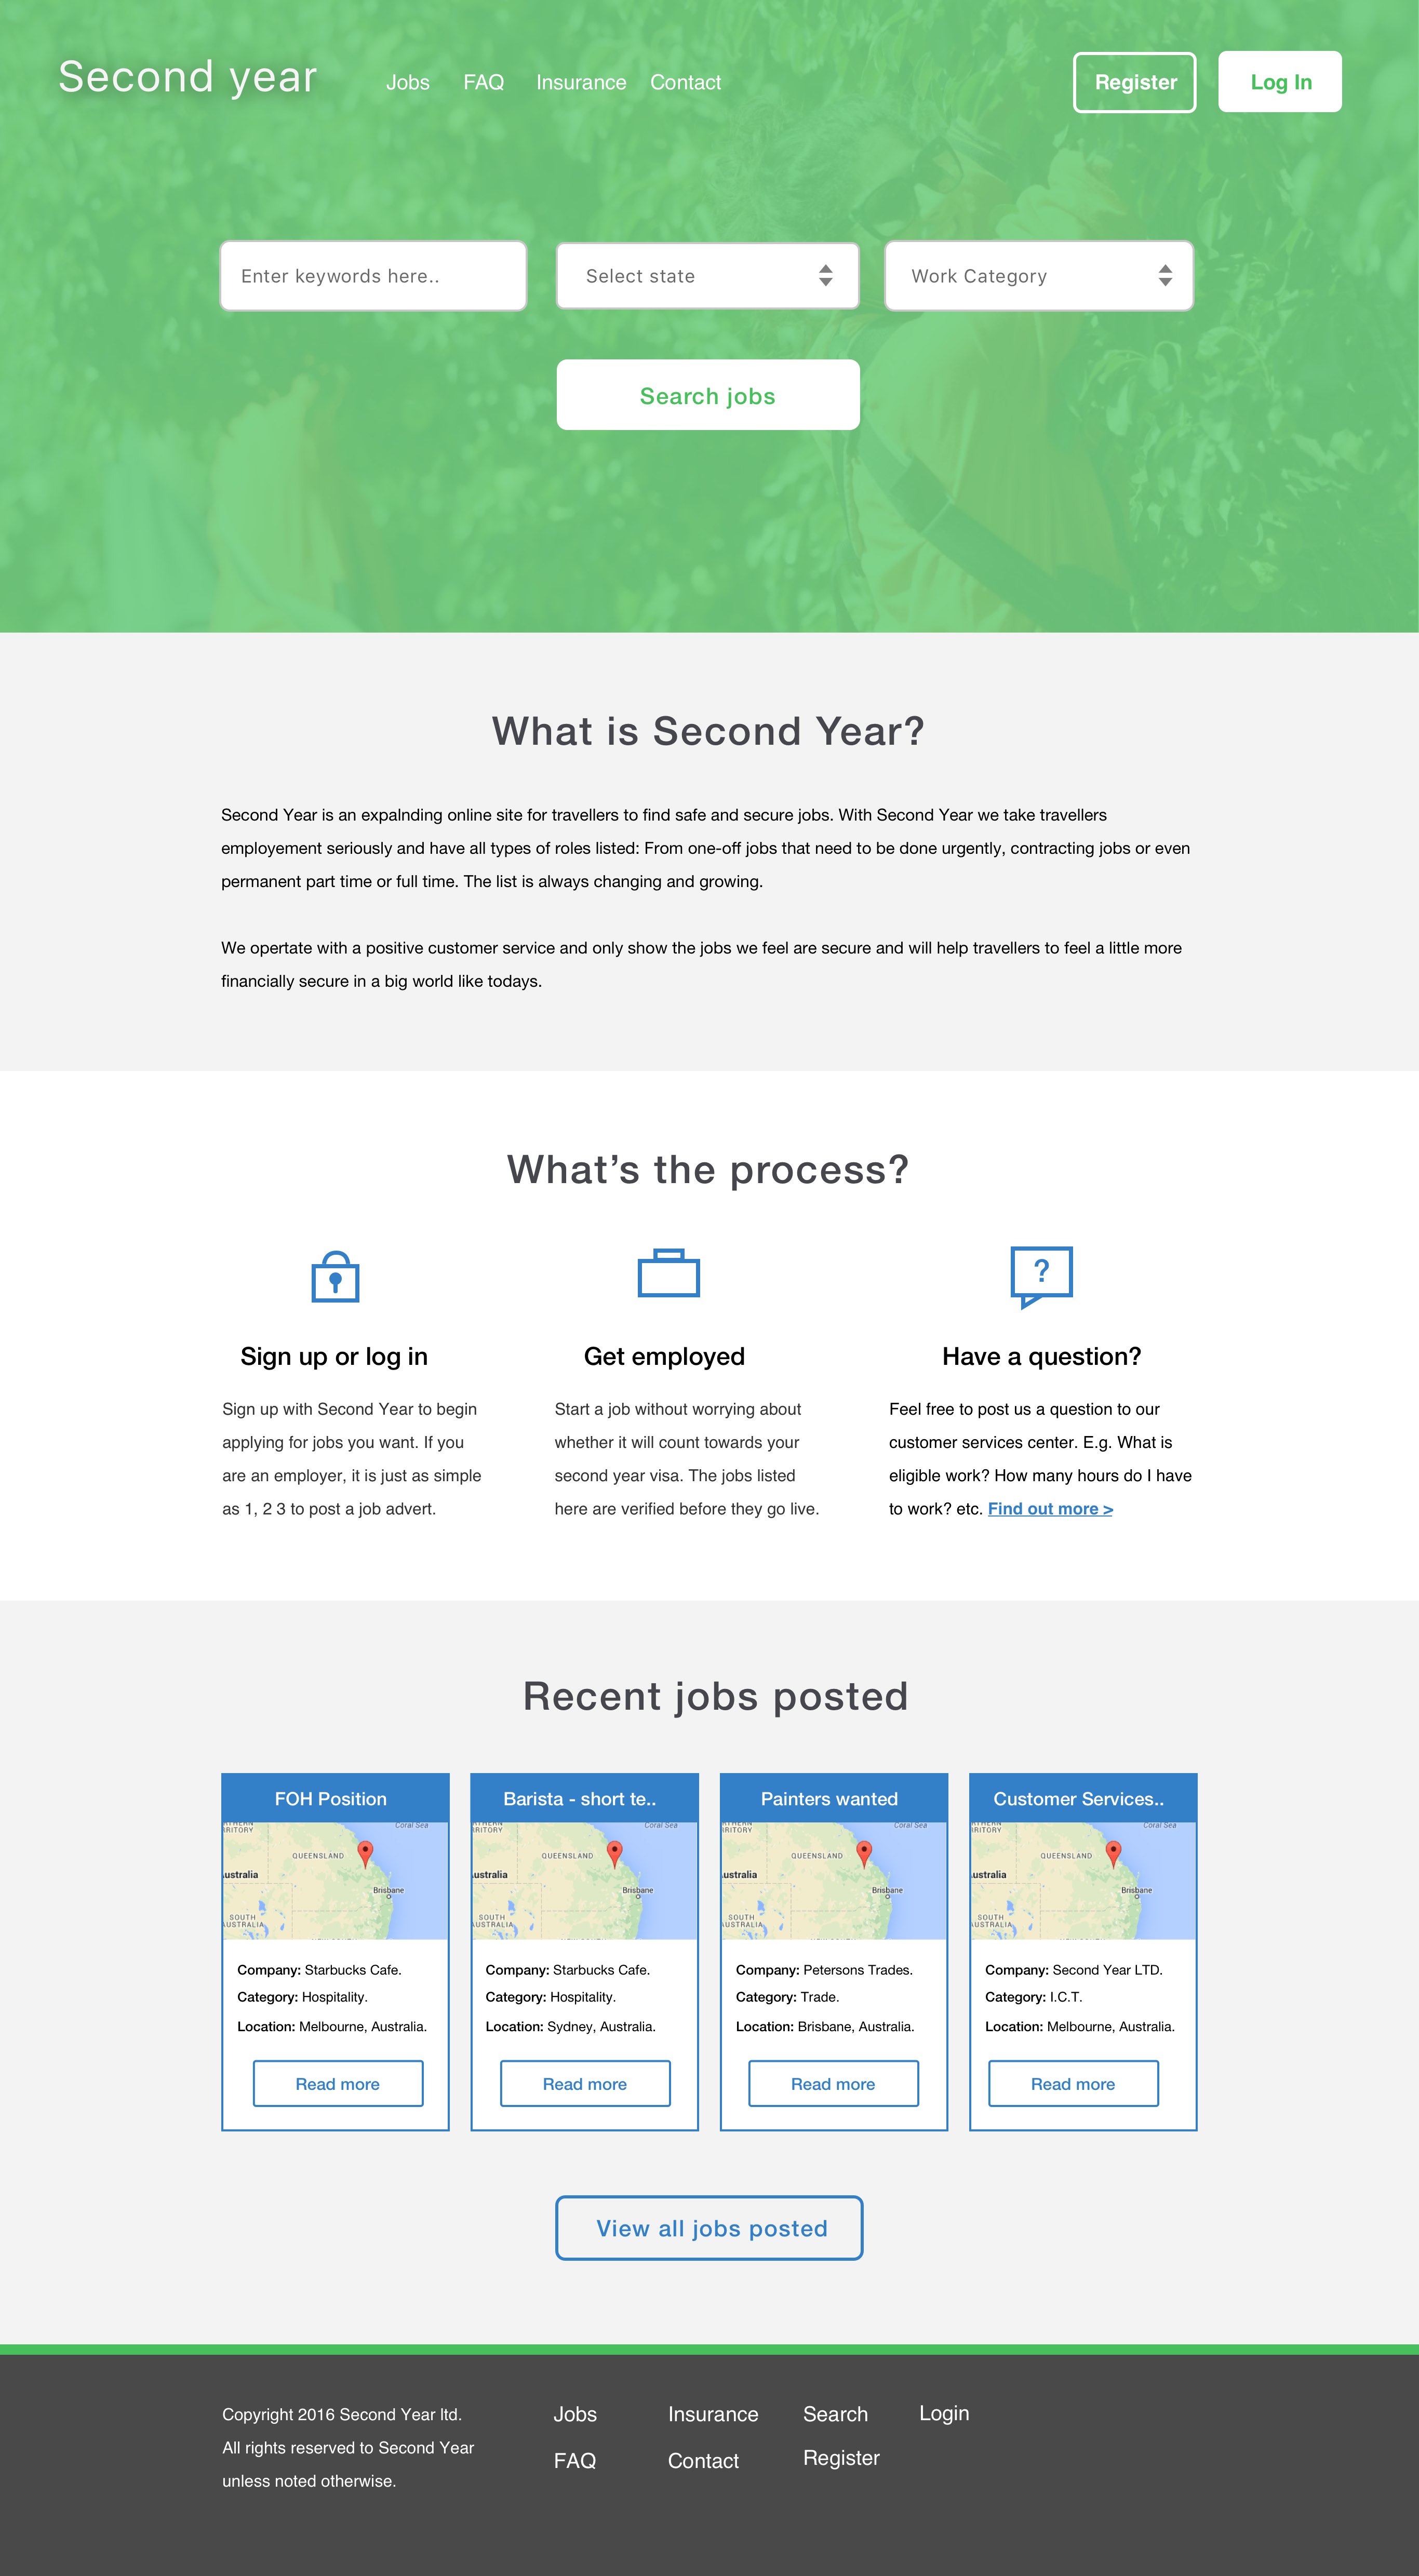 Second year
Jobs FAQ Insurance Contact
Register Log In
Enter keywords here..
Select state
Work Category
Search jobs
What is Second Year?
Second Year is an expalnding online site for travellers to find safe and secure jobs. With Second Year we take travellers
employement seriously and have all types of roles listed: From one-off jobs that need to be done urgently, contracting jobs or even
permanent part time or full time. The list is always changing and growing.
We opertate with a positive customer service and only show the jobs we feel are secure and will help travellers to feel a little more
financially secure in a big world like todays.
What’s the process?
?
Sign up or log in
Sign up with Second Year to begin
applying for jobs you want. If you
are an employer, it is just as simple
as 1, 2 3 to post a job advert.
Get employed
Start a job without worrying about
whether it will count towards your
second year visa. The jobs listed
here are verified before they go live.
Have a question?
Feel free to post us a question to our
customer services center. E.g. What is
eligible work? How many hours do I have
to work? etc. Find out more >
Recent jobs posted
FOH Position
RITORY
Coral Sea
QUEENSLAND
ustralia
Brisbane
SOUTH
USTRALIA
Company: Starbucks Cafe.
Category: Hospitality.
Location: Melbourne, Australia.
Read more
Barista - short te..
RITORY
Coral Sea
QUEENSLAND
ustralia
Brisbane
SOUTH
USTRALIA
Company: Starbucks Cafe.
Category: Hospitality.
Location: Sydney, Australia.
Read more
Painters wanted
RITORY
Coral Sea
QUEENSLAND
ustralia
Brisbane
SOUTH
USTRALIA
Company: Petersons Trades.
Category: Trade.
Location: Brisbane, Australia.
Read more
Customer Services..
RITORY
Coral Sea
QUEENSLAND
ustralia
Brisbane
SOUTH
USTRALIA
Company: Second Year LTD.
Category: I.C.T.
Location: Melbourne, Australia.
Read more
View all jobs posted
Copyright 2016 Second Year ltd.
All rights reserved to Second Year
unless noted otherwise.
Jobs Insurance Search Login
FAQ Contact Register